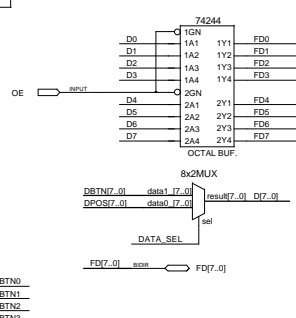 74244
1GN
D0 1A1 1Y1 FD0
D1 1A2 1Y2 FD1
D2 1A3 1Y3 FD2
D3 1A4 1Y4 FD3
OE INPUT 2GN
D4 2A1 2Y1 FD4
D5 2A2 2Y2 FD5
D6 2A3 2Y3 FD6
D7 2A4 2Y4 FD7
OCTAL BUF.
8x2MUX
DBTN[7..0] data1_[7..0]
result[7..0] D[7..0]
DPOS[7..0] data0_[7..0]
sel
DATA_SEL
FD[7..0] BIDIR FD[7..0]
BTN0
BTN1
BTN2
BTN3